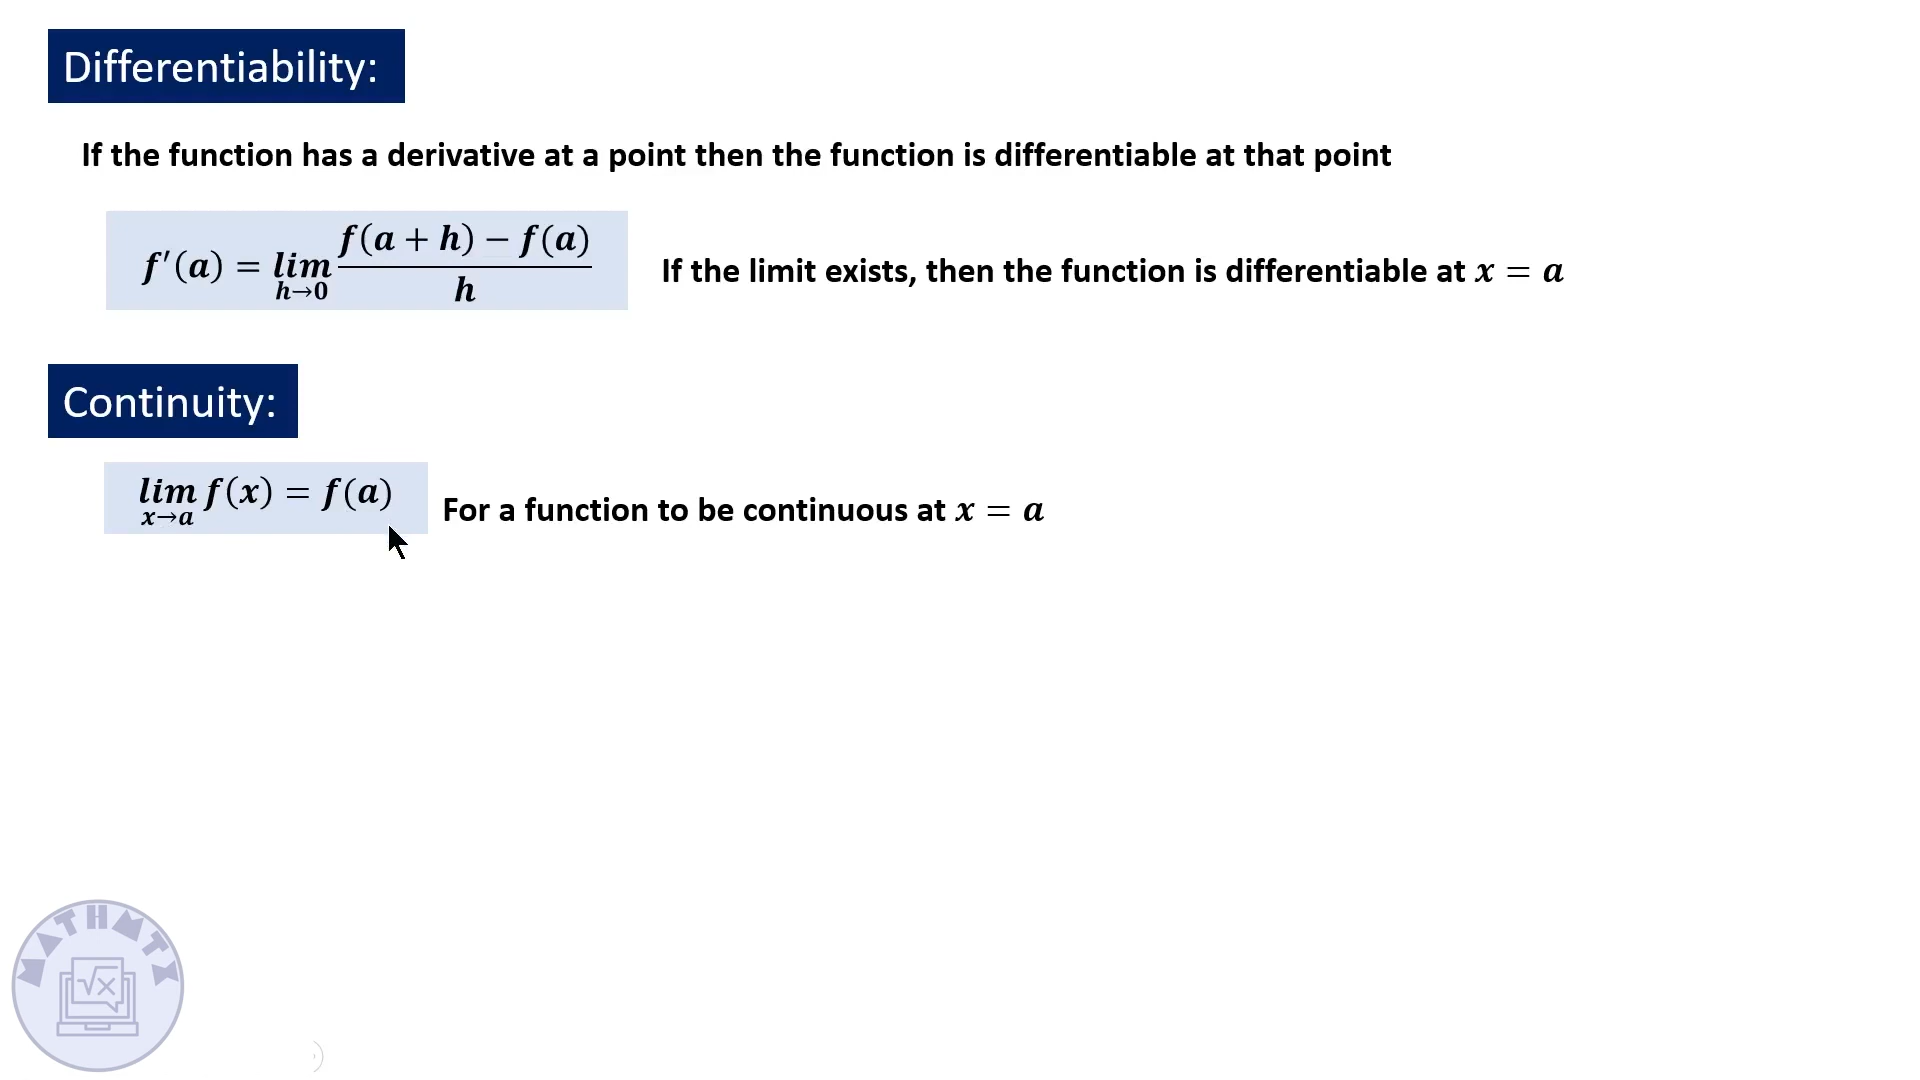 Differentiability:
If the function has a derivative at a point then the function is differentiable at that point
f′(a) = lim h→0 f(a + h) − f(a) / h
If the limit exists, then the function is differentiable at x = a
Continuity:
lim x→a f(x) = f(a)
For a function to be continuous at x = a
MATHMTX
√x